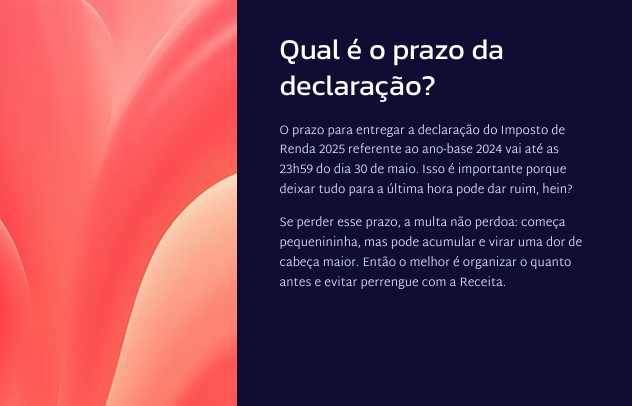 Qual é o prazo da
declaração?
O prazo para entregar a declaração do Imposto de
Renda 2025 referente ao ano-base 2024 vai até as
23h59 do dia 30 de maio. Isso é importante porque
deixar tudo para a última hora pode dar ruim, hein?
Se perder esse prazo, a multa não perdoa: começa
pequenininha, mas pode acumular e virar uma dor de
cabeça maior. Então o melhor é organizar o quanto
antes e evitar perrengue com a Receita.